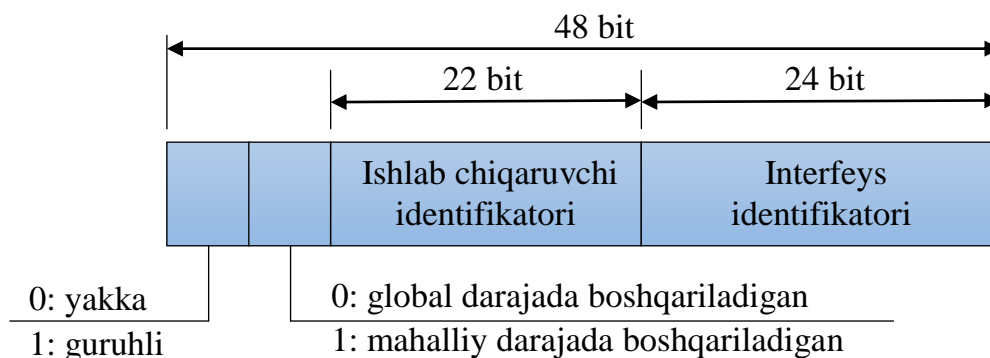 48 bit
22 bit
24 bit
Ishlab chiqaruvchi
identifikatori
Interfeys
identifikatori
0: yakka
1: guruhli
0: global darajada boshqariladigan
1: mahalliy darajada boshqariladigan